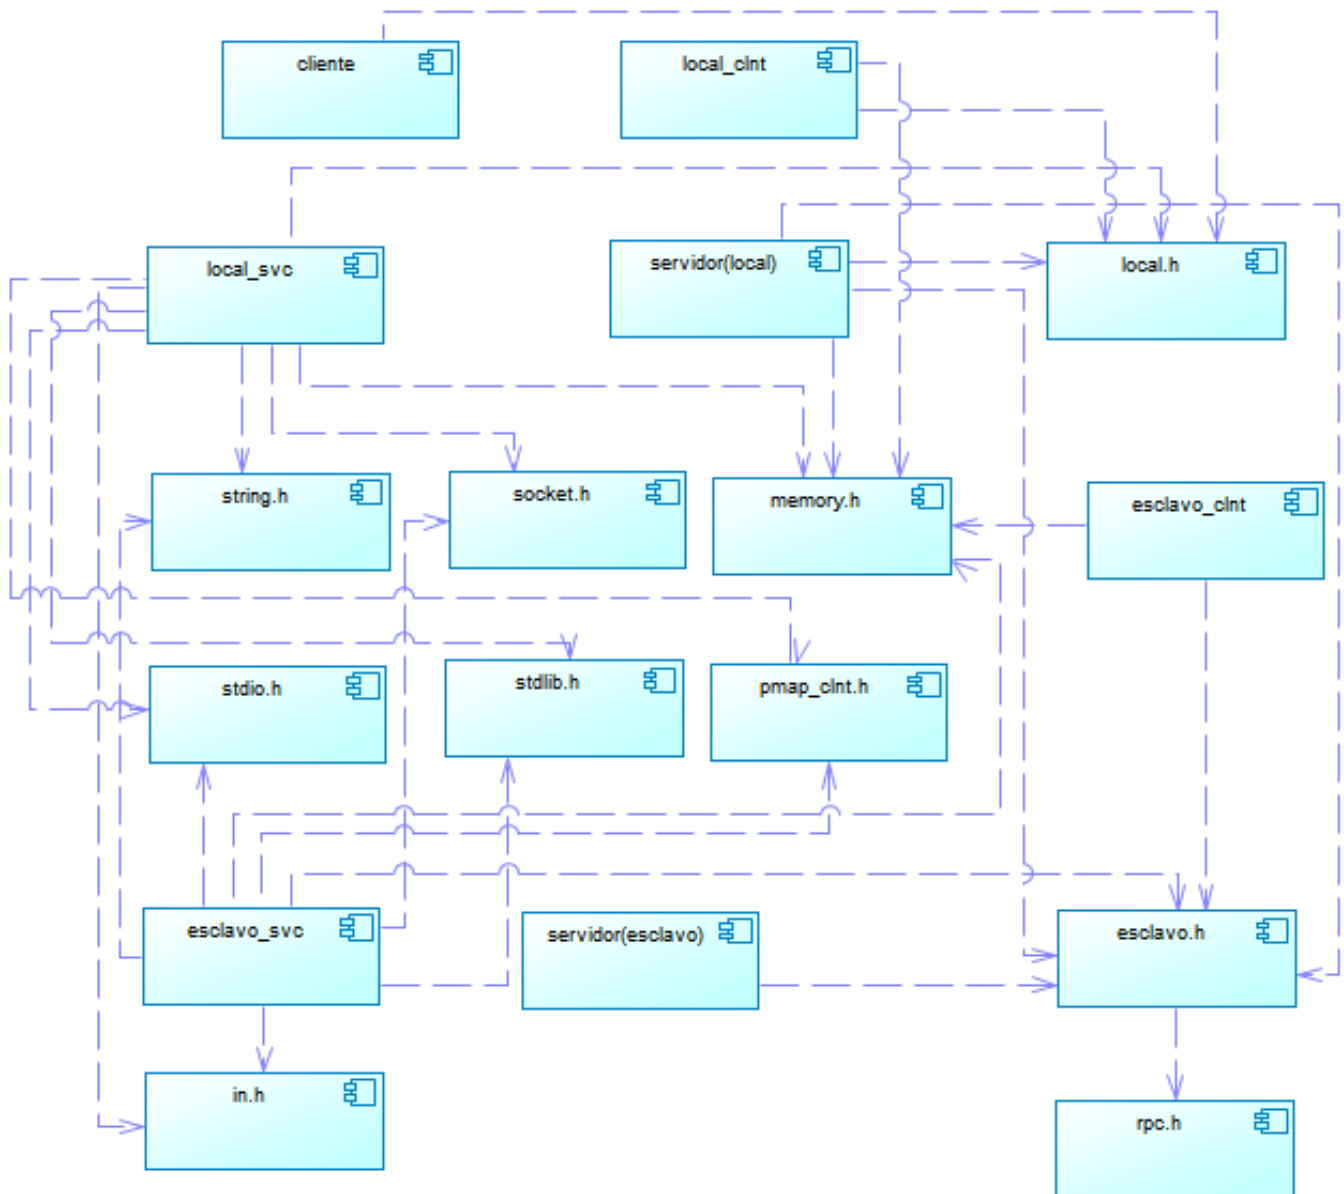 cliente
local_clnt
local_svc
servidor(local)
local.h
string.h
socket.h
memory.h
esclavo_clnt
stdio.h
stdlib.h
pmap_clnt.h
esclavo_svc
servidor(esclavo)
esclavo.h
in.h
rpc.h